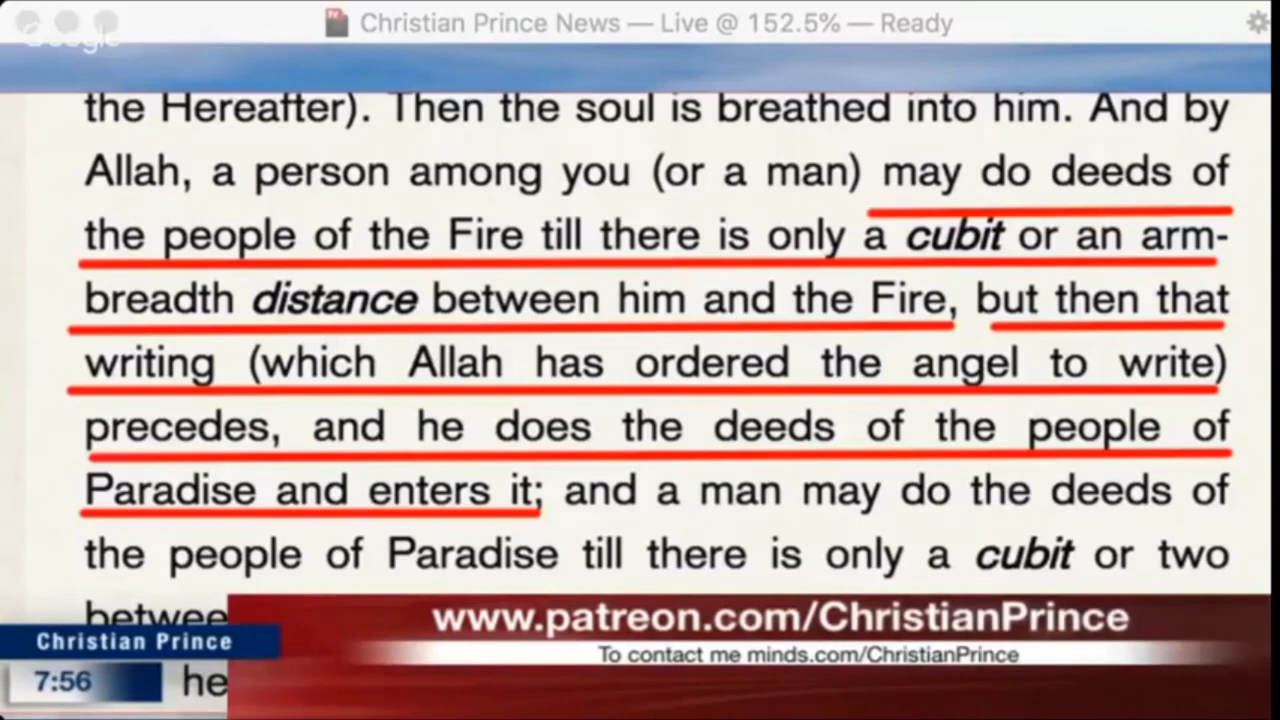 Christian Prince News — Live @ 152.5% — Ready
Google
the Hereafter). Then the soul is breathed into him. And by
Allah, a person among you (or a man) may do deeds of
the people of the Fire till there is only a cubit or an arm-
breadth distance between him and the Fire, but then that
writing (which Allah has ordered the angel to write)
precedes, and he does the deeds of the people of
Paradise and enters it; and a man may do the deeds of
the people of Paradise till there is only a cubit or two
betwee
www.patreon.com/ChristianPrince
Christian Prince
To contact me minds.com/ChristianPrince
7:56
he